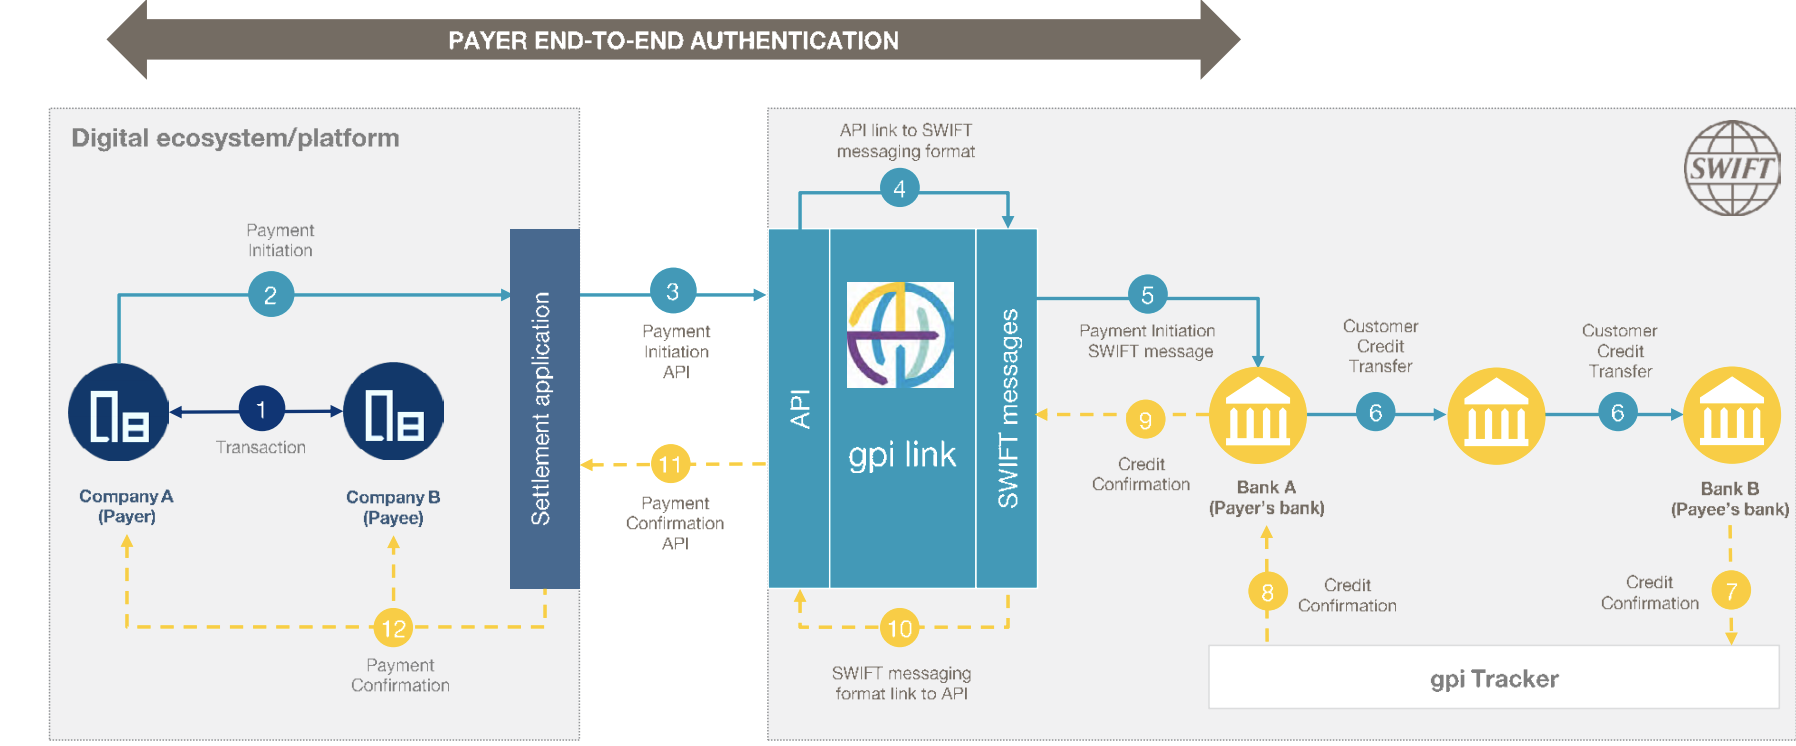 PAYER END-TO-END AUTHENTICATION
Digital ecosystem/platform
API link to SWIFT
messaging format
4
SWIFT
Payment
Initiation
2
3
Payment
Initiation
API
5
Payment Initiation
SWIFT message
Customer
Credit
Transfer
6
Customer
Credit
Transfer
6
1
Transaction
Settlement application
API
gpi link
SWIFT messages
9
Credit
Confirmation
11
Payment
Confirmation
API
Company A
(Payer)
Company B
(Payee)
Bank A
(Payer's bank)
Bank B
(Payee's bank)
8
Credit
Confirmation
Credit
Confirmation
7
12
Payment
Confirmation
10
SWIFT messaging
format link to API
gpi Tracker